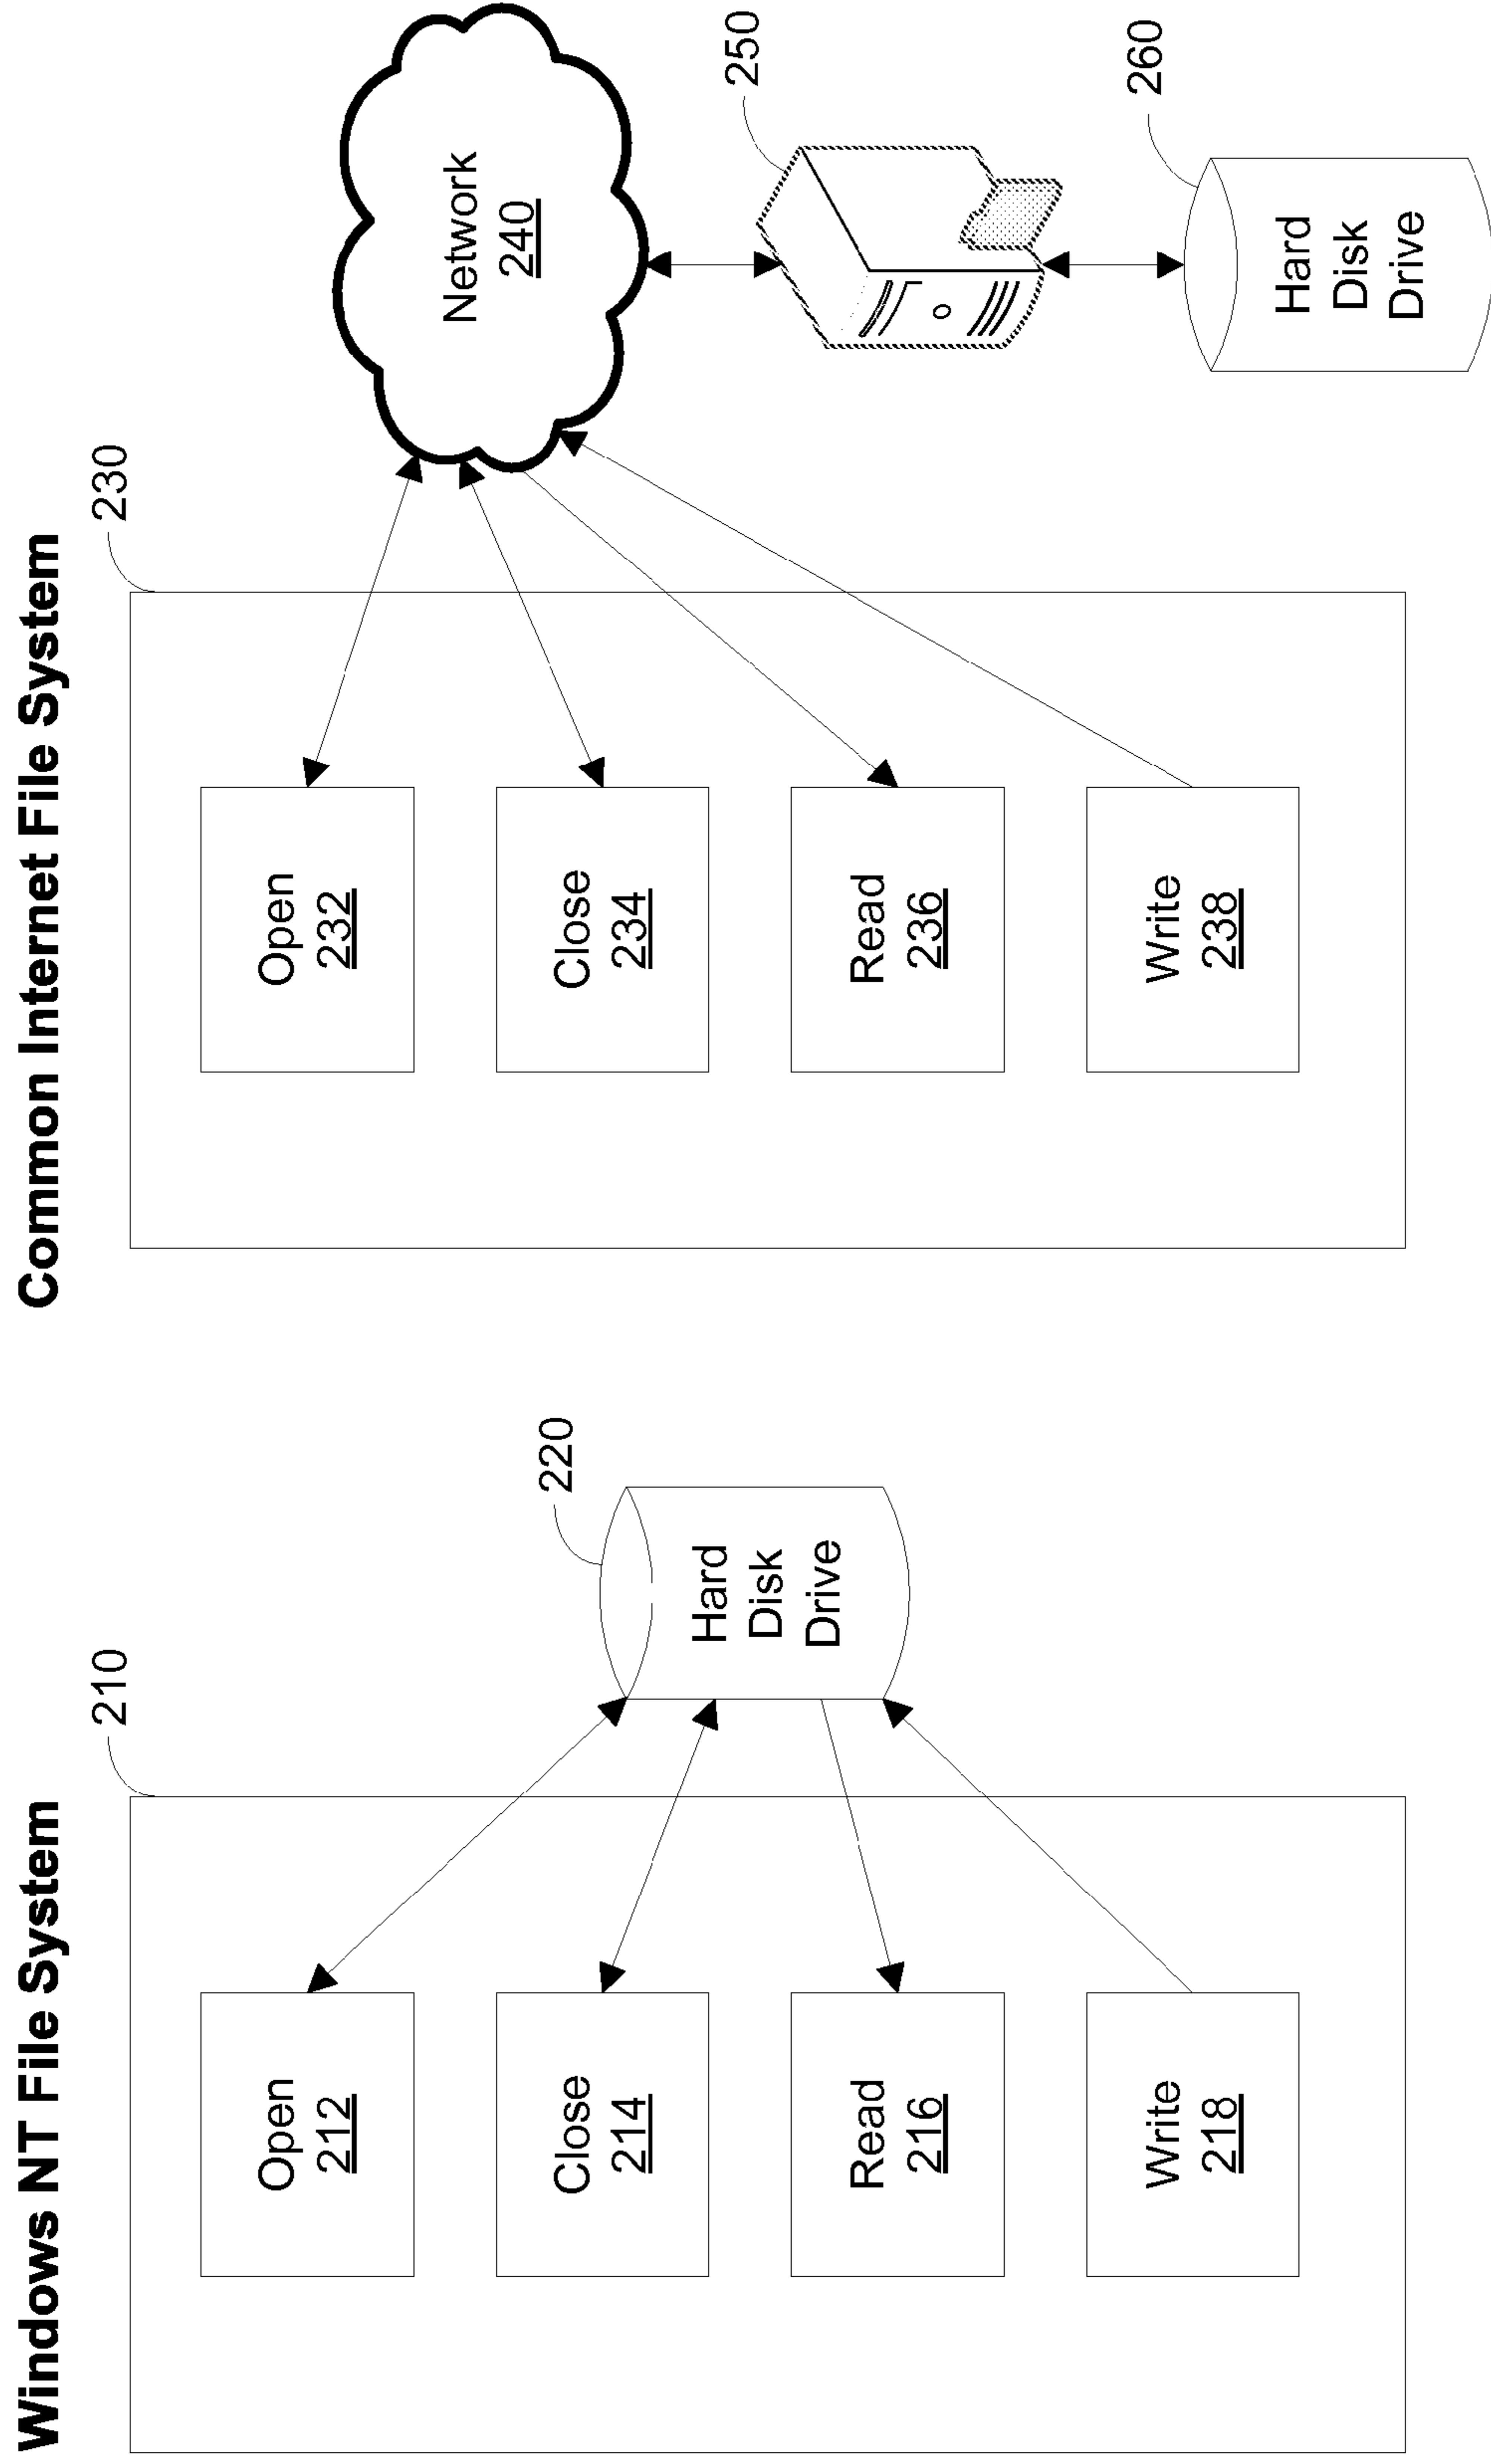 Windows NT File System
210
Open
212
Close
214
Read
216
Write
218
220
Hard
Disk
Drive
Common Internet File System
230
Open
232
Close
234
Read
236
Write
238
Network
240
250
260
Hard
Disk
Drive